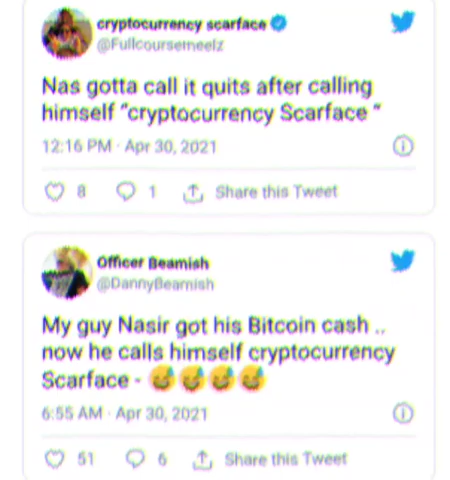 cryptocurrency scarface
@Fullcoursemeelz
Nas gotta call it quits after calling
himself “cryptocurrency Scarface “
12:16 PM · Apr 30, 2021
8 1 Share this Tweet
Officer Beamish
@DannyBeamish
My guy Nasir got his Bitcoin cash ..
now he calls himself cryptocurrency
Scarface - 😅😅😅😅
6:55 AM · Apr 30, 2021
51 6 Share this Tweet